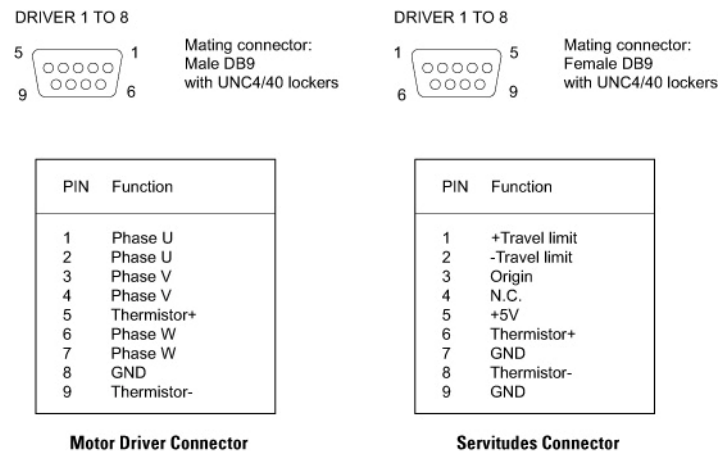 DRIVER 1 TO 8
5 1
9 6
Mating connector:
Male DB9
with UNC4/40 lockers
PIN Function
1 Phase U
2 Phase U
3 Phase V
4 Phase V
5 Thermistor+
6 Phase W
7 Phase W
8 GND
9 Thermistor-
Motor Driver Connector
DRIVER 1 TO 8
1 5
6 9
Mating connector:
Female DB9
with UNC4/40 lockers
PIN Function
1 +Travel limit
2 -Travel limit
3 Origin
4 N.C.
5 +5V
6 Thermistor+
7 GND
8 Thermistor-
9 GND
Servitudes Connector